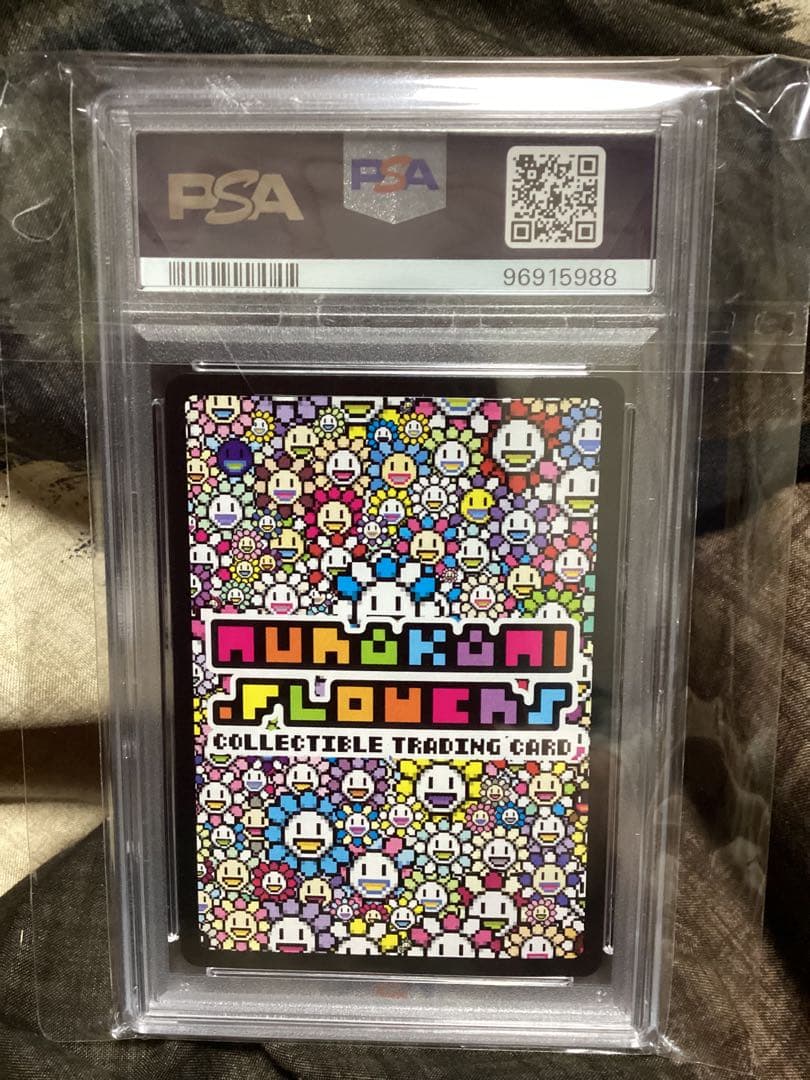 PSA
PSA
96915988
MURAKAMI
.FLOWERS
COLLECTIBLE TRADING CARD